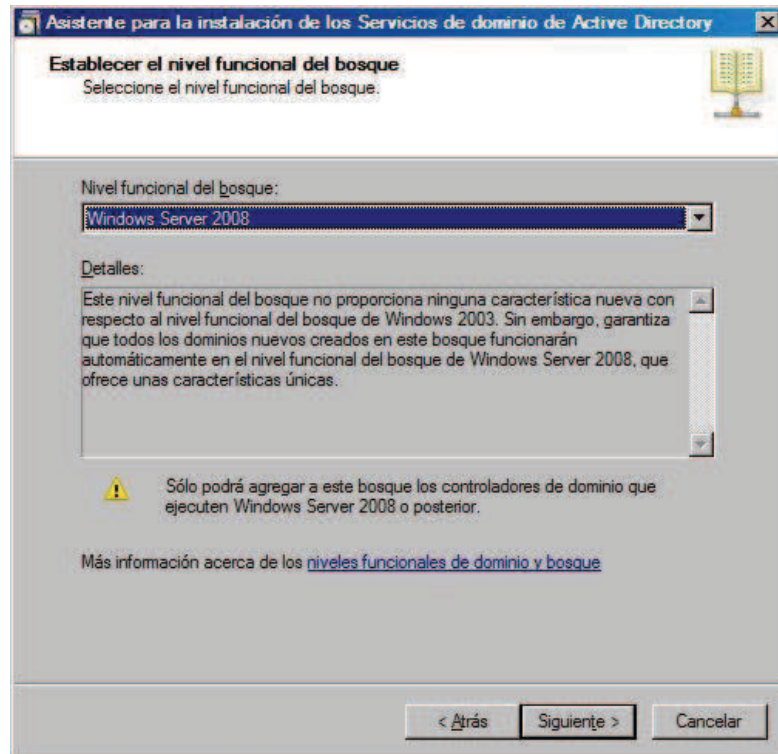 Asistente para la instalación de los Servicios de dominio de Active Directory
Establecer el nivel funcional del bosque
Seleccione el nivel funcional del bosque.
Nivel funcional del bosque:
Windows Server 2008
Detalles:
Este nivel funcional del bosque no proporciona ninguna característica nueva con
respecto al nivel funcional del bosque de Windows 2003. Sin embargo, garantiza
que todos los dominios nuevos creados en este bosque funcionarán
automáticamente en el nivel funcional del bosque de Windows Server 2008, que
ofrece unas características únicas.
Sólo podrá agregar a este bosque los controladores de dominio que
ejecuten Windows Server 2008 o posterior.
Más información acerca de los niveles funcionales de dominio y bosque
< Atrás Siguiente > Cancelar